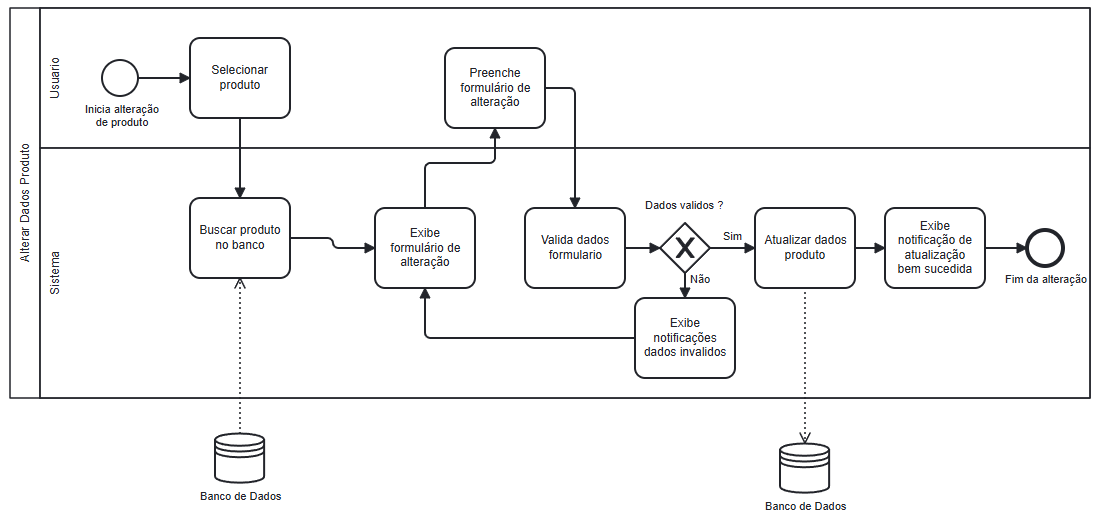 Alterar Dados Produto
Usuario
Inicia alteração
de produto
Selecionar
produto
Preenche
formulário de
alteração
Sistema
Buscar produto
no banco
Exibe
formulário de
alteração
Valida dados
formulario
Dados validos ?
Sim
Não
Exibe
notificações
dados invalidos
Atualizar dados
produto
Exibe
notificação de
atualização
bem sucedida
Fim da alteração
Banco de Dados
Banco de Dados